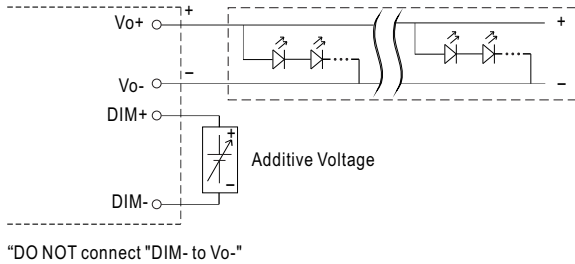 Vo+
+
+
Vo-
−
−
DIM+
+
Additive Voltage
−
DIM-
“DO NOT connect "DIM- to Vo-"